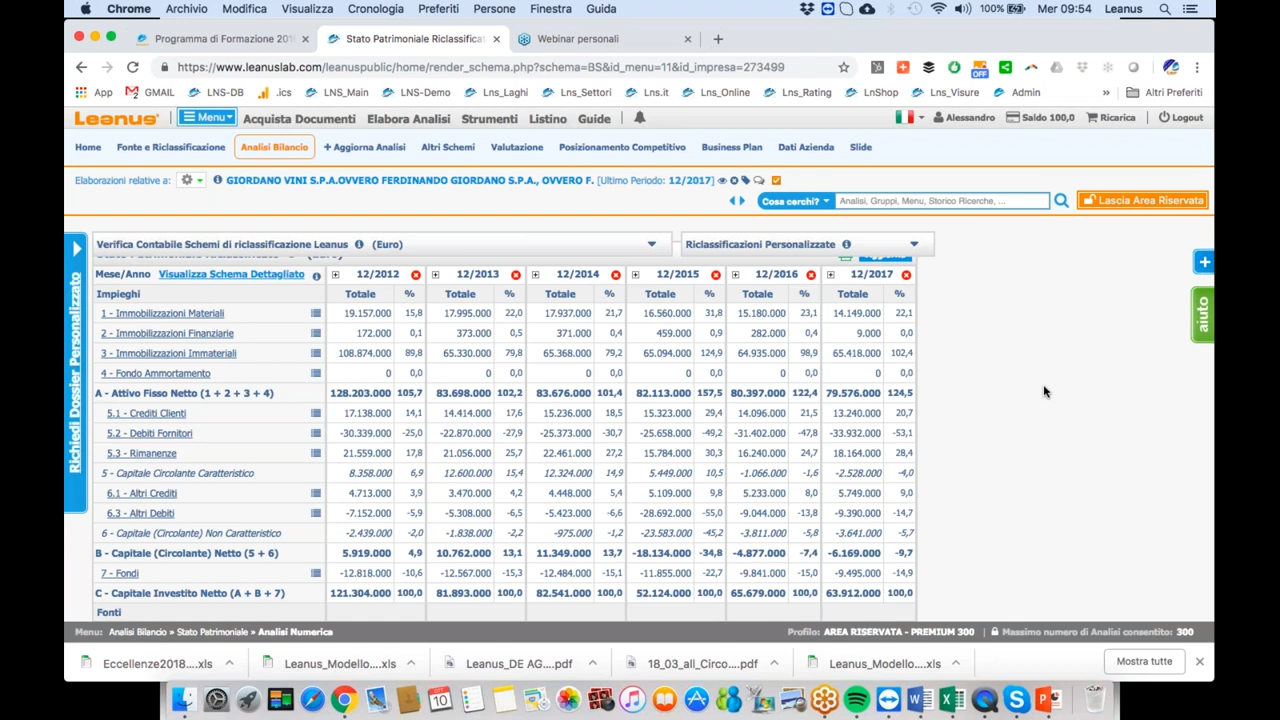 Chrome Archivio Modifica Visualizza Cronologia Preferiti Persone Finestra Guida 100% Mer 09:54 Leanus
Programma di Formazione 201 Stato Patrimoniale Riclassificat Webinar personali
https://www.leanuslab.com/leanuspublic/home/render_schema.php?schema=BS&id_menu=11&id_impresa=273499
App GMAIL LNS-DB .ics LNS_Main LNS-Demo Lns_Laghi Lns_Settori Lns.it Lns_Online Lns_Rating LnShop Lns_Visure Admin » Altri Preferiti
Leanus Menu Acquista Documenti Elabora Analisi Strumenti Listino Guide Alessandro Saldo 100,0 Ricarica Logout
Home Fonte e Riclassificazione Analisi Bilancio + Aggiorna Analisi Altri Schemi Valutazione Posizionamento Competitivo Business Plan Dati Azienda Slide
Elaborazioni relative a: GIORDANO VINI S.P.A.OVVERO FERDINANDO GIORDANO S.P.A., OVVERO F. [Ultimo Periodo: 12/2017]
Cosa cerchi? Analisi, Gruppi, Menu, Storico Ricerche, ... Lascia Area Riservata
Verifica Contabile Schemi di riclassificazione Leanus (Euro) Riclassificazioni Personalizzate
Mese/Anno Visualizza Schema Dettagliato 12/2012 12/2013 12/2014 12/2015 12/2016 12/2017
Impieghi Totale % Totale % Totale % Totale % Totale % Totale %
1 - Immobilizzazioni Materiali 19.157.000 15,8 17.995.000 22,0 17.937.000 21,7 16.560.000 31,8 15.180.000 23,1 14.149.000 22,1
2 - Immobilizzazioni Finanziarie 172.000 0,1 373.000 0,5 371.000 0,4 459.000 0,9 282.000 0,4 9.000 0,0
3 - Immobilizzazioni Immateriali 108.874.000 89,8 65.330.000 79,8 65.368.000 79,2 65.094.000 124,9 64.935.000 98,9 65.418.000 102,4
4 - Fondo Ammortamento 0 0,0 0 0,0 0 0,0 0 0,0 0 0,0 0 0,0
A - Attivo Fisso Netto (1 + 2 + 3 + 4) 128.203.000 105,7 83.698.000 102,2 83.676.000 101,4 82.113.000 157,5 80.397.000 122,4 79.576.000 124,5
5.1 - Crediti Clienti 17.138.000 14,1 14.414.000 17,6 15.236.000 18,5 15.323.000 29,4 14.096.000 21,5 13.240.000 20,7
5.2 - Debiti Fornitori -30.339.000 -25,0 -22.870.000 -27,9 -25.373.000 -30,7 -25.658.000 -49,2 -31.402.000 -47,8 -33.932.000 -53,1
5.3 - Rimanenze 21.559.000 17,8 21.056.000 25,7 22.461.000 27,2 15.784.000 30,3 16.240.000 24,7 18.164.000 28,4
5 - Capitale Circolante Caratteristico 8.358.000 6,9 12.600.000 15,4 12.324.000 14,9 5.449.000 10,5 -1.066.000 -1,6 -2.528.000 -4,0
6.1 - Altri Crediti 4.713.000 3,9 3.470.000 4,2 4.448.000 5,4 5.109.000 9,8 5.233.000 8,0 5.749.000 9,0
6.3 - Altri Debiti -7.152.000 -5,9 -5.308.000 -6,5 -5.423.000 -6,6 -28.692.000 -55,0 -9.044.000 -13,8 -9.390.000 -14,7
6 - Capitale (Circolante) Non Caratteristico -2.439.000 -2,0 -1.838.000 -2,2 -975.000 -1,2 -23.583.000 -45,2 -3.811.000 -5,8 -3.641.000 -5,7
B - Capitale (Circolante) Netto (5 + 6) 5.919.000 4,9 10.762.000 13,1 11.349.000 13,7 -18.134.000 -34,8 -4.877.000 -7,4 -6.169.000 -9,7
7 - Fondi -12.818.000 -10,6 -12.567.000 -15,3 -12.484.000 -15,1 -11.855.000 -22,7 -9.841.000 -15,0 -9.495.000 -14,9
C - Capitale Investito Netto (A + B + 7) 121.304.000 100,0 81.893.000 100,0 82.541.000 100,0 52.124.000 100,0 65.679.000 100,0 63.912.000 100,0
Fonti
Richiedi Dossier Personalizzato
aiuto
Menu: Analisi Bilancio » Stato Patrimoniale » Analisi Numerica Profilo: AREA RISERVATA - PREMIUM 300 Massimo numero di Analisi consentito: 300
Eccellenze2018....xls Leanus_Modello....xls Leanus_DE AG....pdf 18_03_all_Circo....pdf Leanus_Modello....xls Mostra tutte